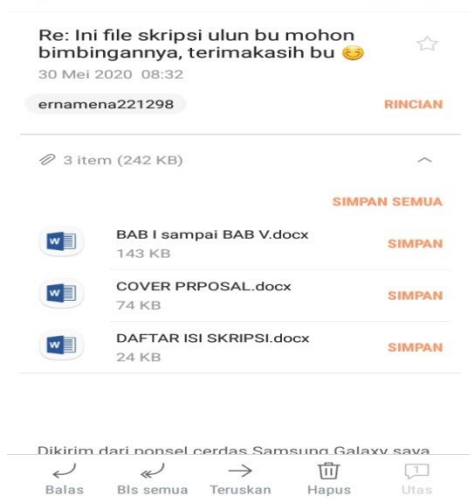 Re: Ini file skripsi ulun bu mohon
bimbingannya, terimakasih bu 😊
30 Mei 2020 08:32
ernamena221298
RINCIAN
3 item (242 KB)
SIMPAN SEMUA
BAB I sampai BAB V.docx
143 KB
SIMPAN
COVER PRPOSAL.docx
74 KB
SIMPAN
DAFTAR ISI SKRIPSI.docx
24 KB
SIMPAN
Dikirim dari ponsel cerdas Samsung Galaxy saya
Balas Bls semua Teruskan Hapus Utas